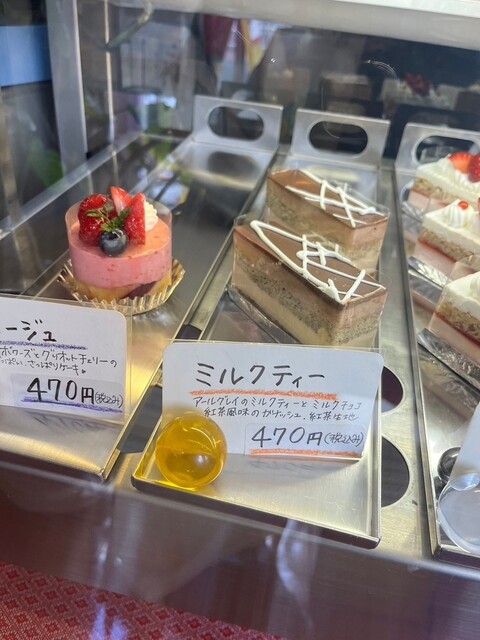 ージュ
ボワーズとグリオットチェリーの
っぱい、さっぱりケーキ
470円(税込み)
ミルクティー
アールグレイのミルクティーとミルクチョコ
紅茶風味のガナッシュ、紅茶生地
470円(税込み)